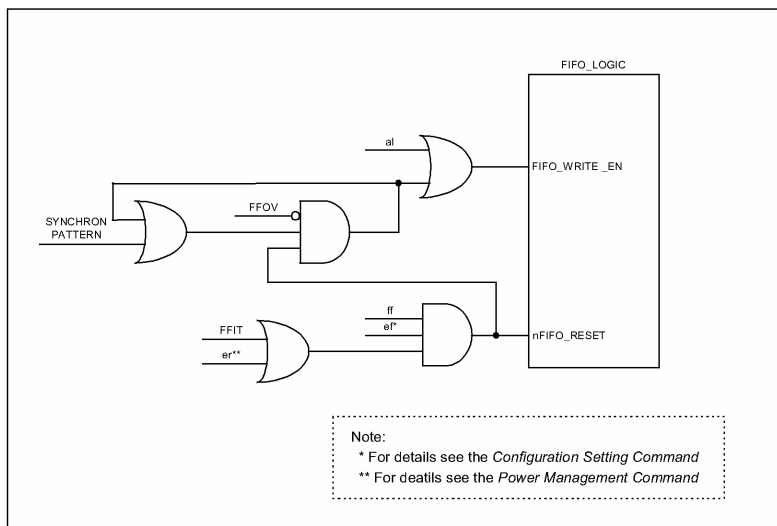 FIFO_LOGIC
al
FIFO_WRITE _EN
FFOV
SYNCHRON
PATTERN
ff
ef*
FFIT
er**
nFIFO_RESET
Note:
* For details see the Configuration Setting Command
** For deatils see the Power Management Command